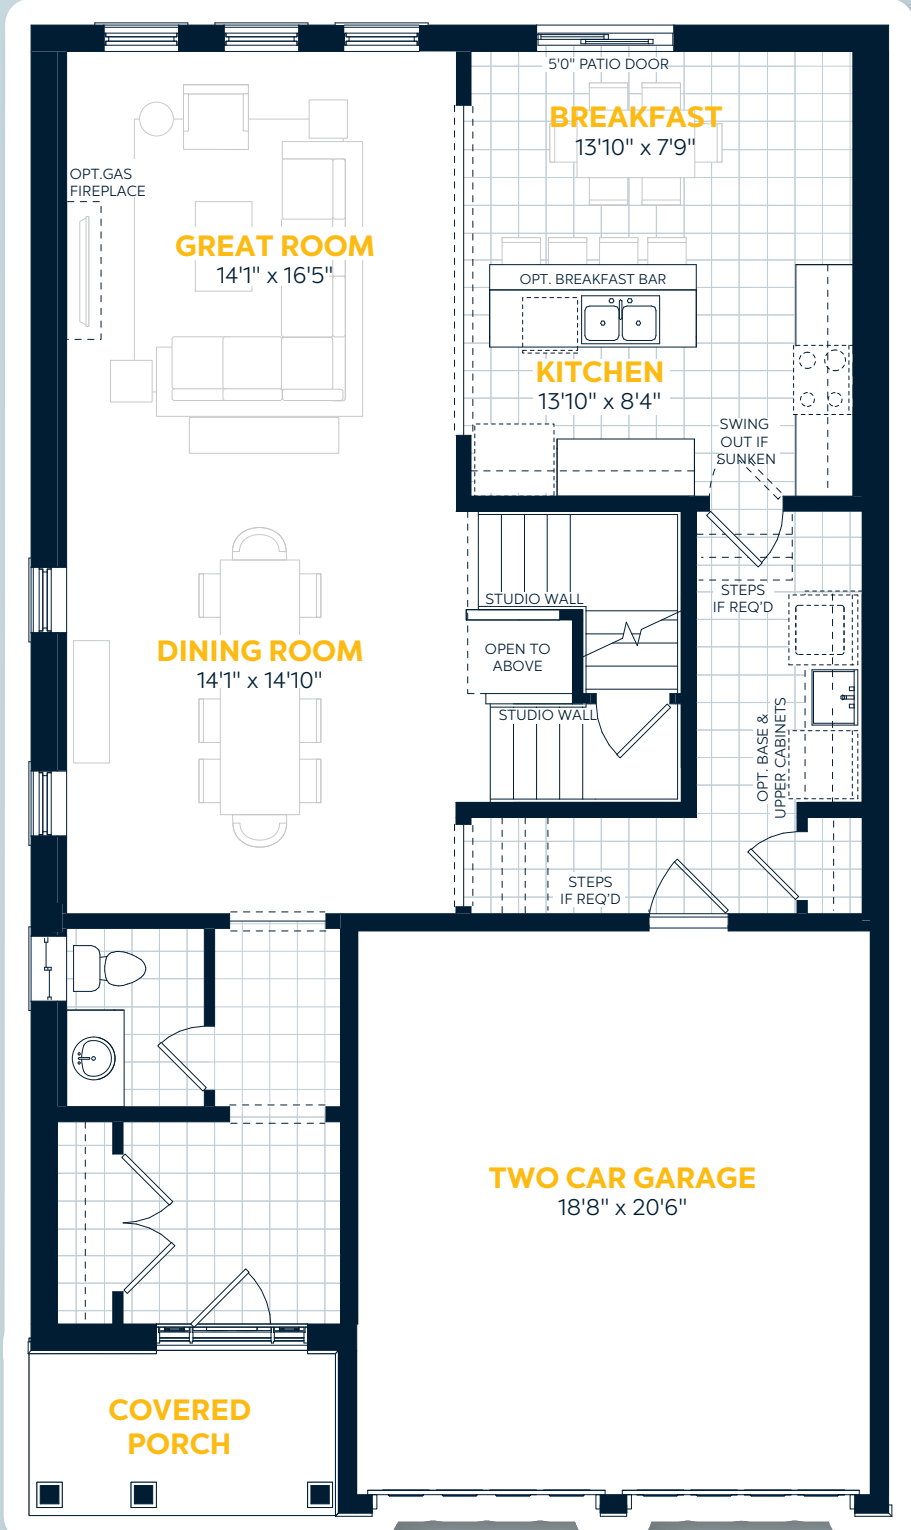 5'0" PATIO DOOR
BREAKFAST
13'10" x 7'9"
OPT.GAS
FIREPLACE
GREAT ROOM
14'1" x 16'5"
OPT. BREAKFAST BAR
KITCHEN
13'10" x 8'4"
SWING
OUT IF
SUNKEN
STEPS
IF REQ'D
STUDIO WALL
OPEN TO
ABOVE
DINING ROOM
14'1" x 14'10"
STUDIO WALL
OPT. BASE &
UPPER CABINETS
STEPS
IF REQ'D
TWO CAR GARAGE
18'8" x 20'6"
COVERED
PORCH